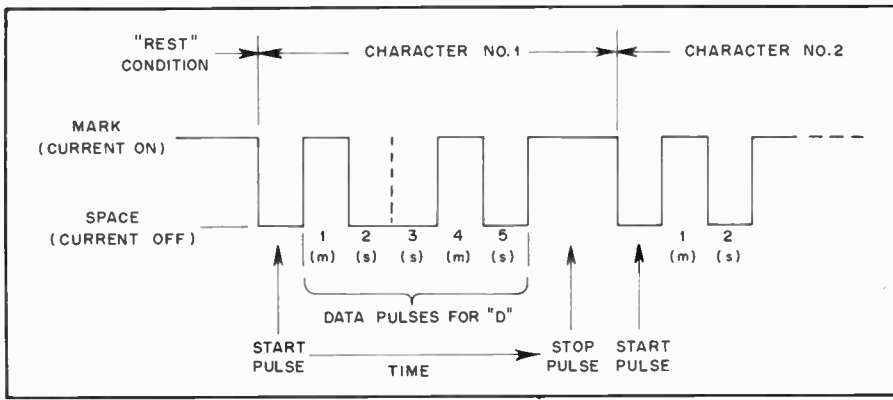 "REST"
CONDITION
CHARACTER NO.1
CHARACTER NO.2
MARK
(CURRENT ON)
SPACE
(CURRENT OFF)
1 2 3 4 5 1 2
(m) (s) (s) (m) (s) (m) (s)
DATA PULSES FOR "D"
START
PULSE
TIME
STOP
PULSE
START
PULSE